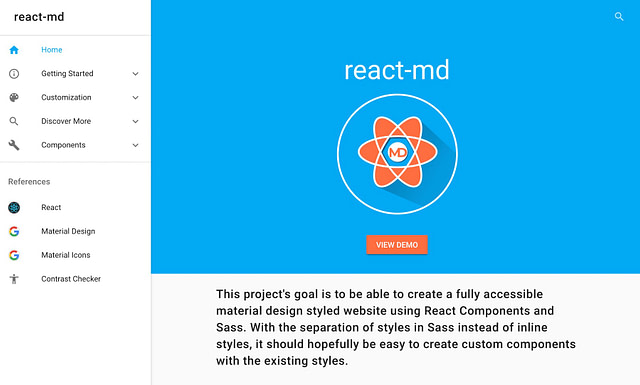 react-md
Home
Getting Started
Customization
Discover More
Components
References
React
Material Design
Material Icons
Contrast Checker
react-md
MD
VIEW DEMO
This project's goal is to be able to create a fully accessible
material design styled website using React Components and
Sass. With the separation of styles in Sass instead of inline
styles, it should hopefully be easy to create custom components
with the existing styles.